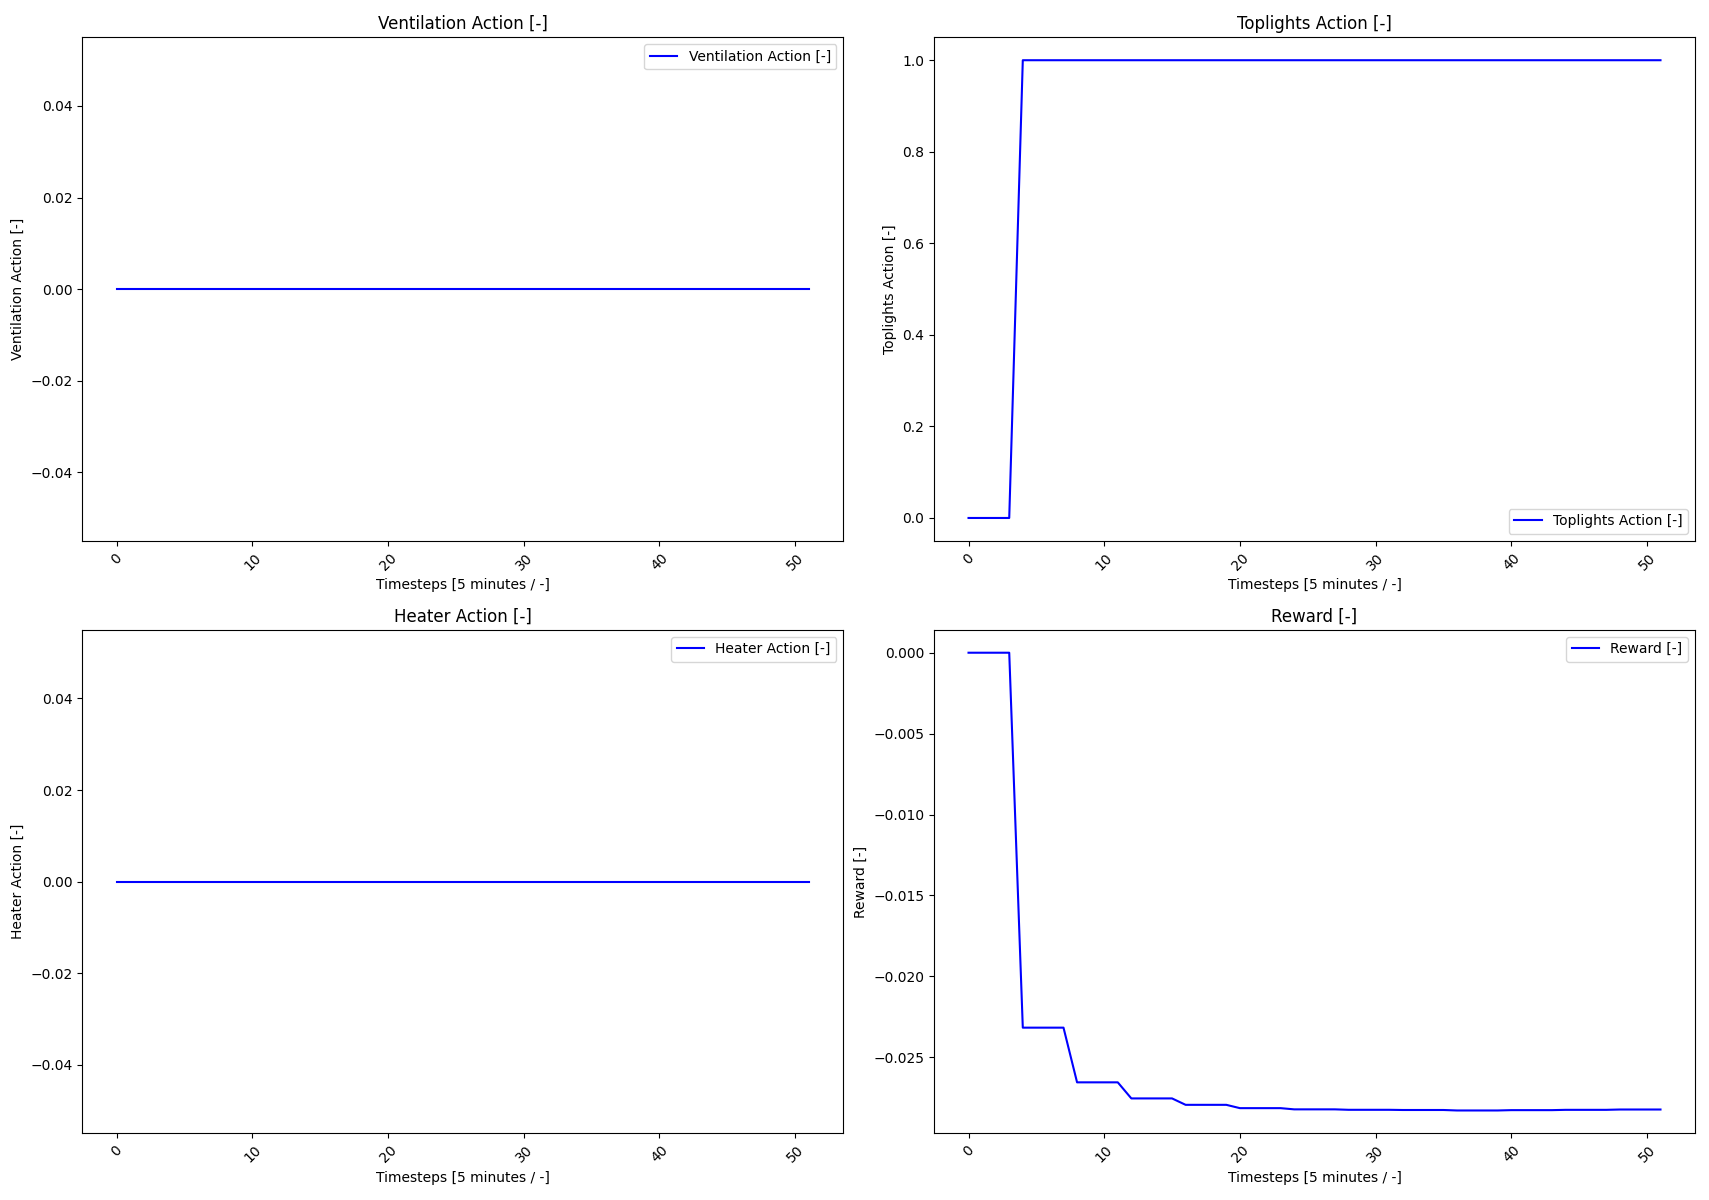 Ventilation Action [-]
Ventilation Action [-]
0.04
0.02
0.00
−0.02
−0.04
Ventilation Action [-]
0
10
20
30
40
50
Timesteps [5 minutes / -]
Toplights Action [-]
1.0
0.8
0.6
0.4
0.2
0.0
Toplights Action [-]
Toplights Action [-]
0
10
20
30
40
50
Timesteps [5 minutes / -]
Heater Action [-]
Heater Action [-]
0.04
0.02
0.00
−0.02
−0.04
Heater Action [-]
0
10
20
30
40
50
Timesteps [5 minutes / -]
Reward [-]
Reward [-]
0.000
−0.005
−0.010
−0.015
−0.020
−0.025
Reward [-]
0
10
20
30
40
50
Timesteps [5 minutes / -]